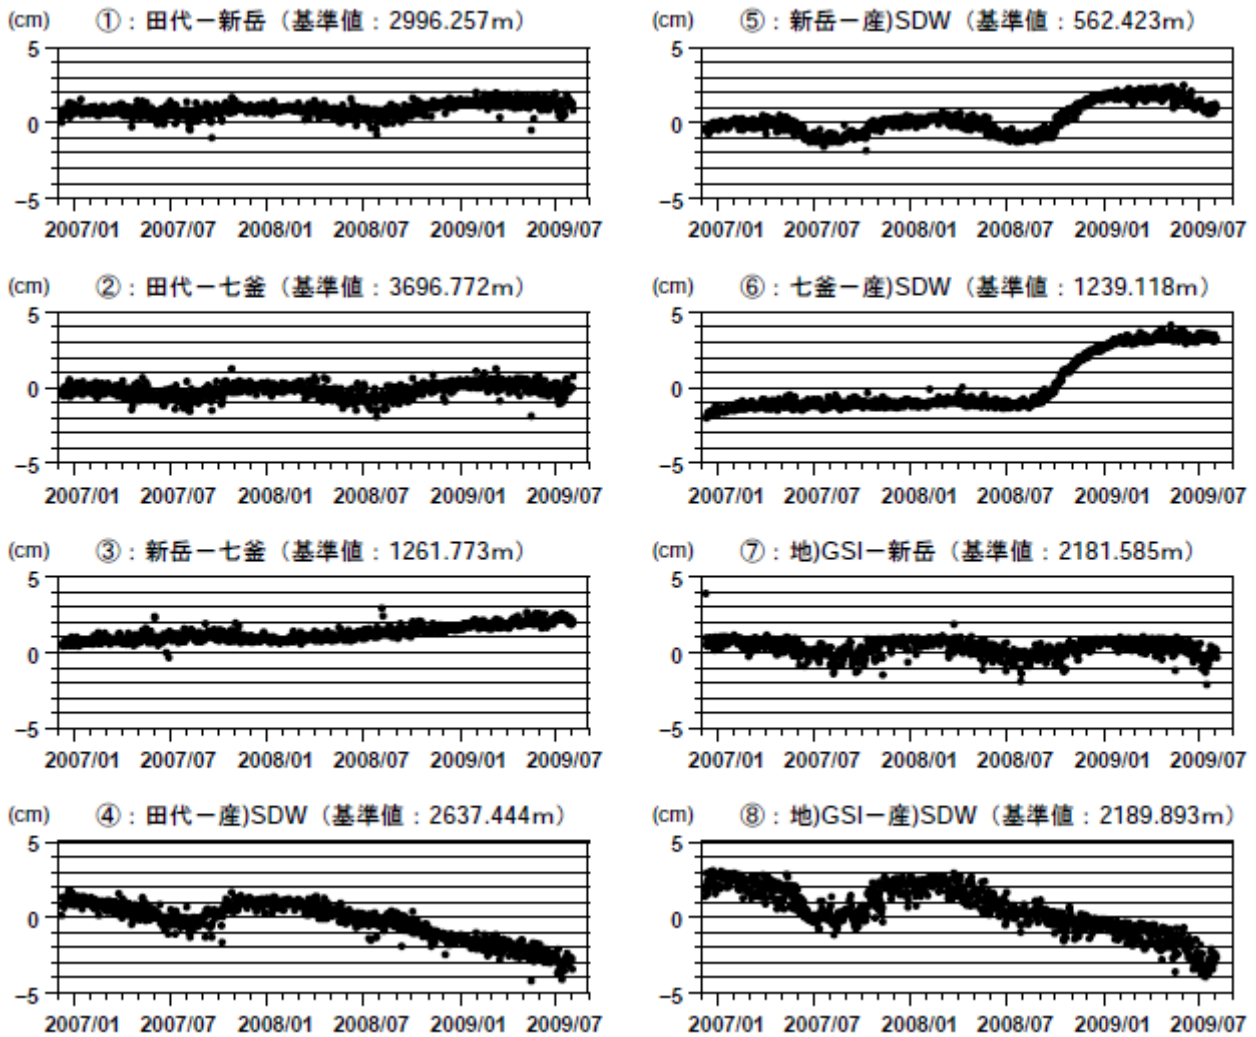 (cm) ①：田代－新岳（基準値：2996.257m）
5
0
−5
2007/01 2007/07 2008/01 2008/07 2009/01 2009/07
(cm) ②：田代－七釜（基準値：3696.772m）
5
0
−5
2007/01 2007/07 2008/01 2008/07 2009/01 2009/07
(cm) ③：新岳－七釜（基準値：1261.773m）
5
0
−5
2007/01 2007/07 2008/01 2008/07 2009/01 2009/07
(cm) ④：田代－産)SDW（基準値：2637.444m）
5
0
−5
2007/01 2007/07 2008/01 2008/07 2009/01 2009/07
(cm) ⑤：新岳－産)SDW（基準値：562.423m）
5
0
−5
2007/01 2007/07 2008/01 2008/07 2009/01 2009/07
(cm) ⑥：七釜－産)SDW（基準値：1239.118m）
5
0
−5
2007/01 2007/07 2008/01 2008/07 2009/01 2009/07
(cm) ⑦：地)GSI－新岳（基準値：2181.585m）
5
0
−5
2007/01 2007/07 2008/01 2008/07 2009/01 2009/07
(cm) ⑧：地)GSI－産)SDW（基準値：2189.893m）
5
0
−5
2007/01 2007/07 2008/01 2008/07 2009/01 2009/07